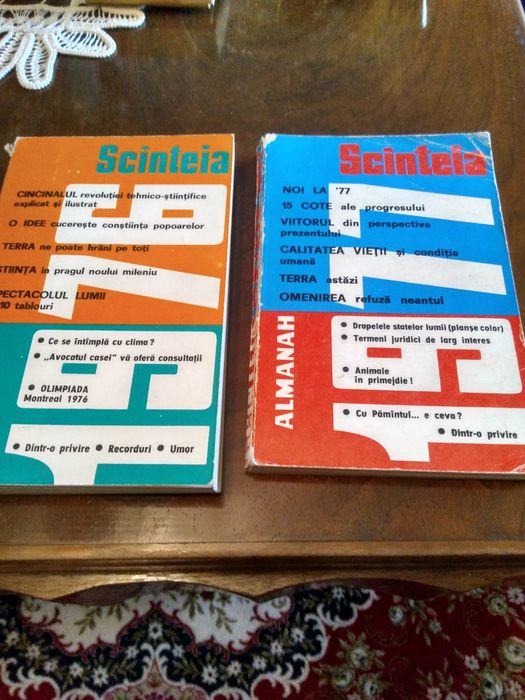 Scînteia
CINCINALUL revoluției tehnico-științifice
explicat și ilustrat
O IDEE cucerește conștiința popoarelor
TERRA ne poate hrăni pe toți
STIINȚA în pragul noului mileniu
PECTACOLUL LUMII
10 tablouri
1976
● Ce se întîmplă cu clima?
● „Avocatul casei" vă oferă consultații
● OLIMPIADA
Montreal 1976
● Dintr-o privire ● Recorduri ● Umor
Scînteia
NOI LA '77
15 COTE ale progresului
VIITORUL din perspectiva
prezentului
CALITATEA VIEȚII și condiția
umană
TERRA astăzi
OMENIREA refuză neantul
1977
ALMANAH
● Drapelele statelor lumii (planșe color)
● Termeni juridici de larg interes
● Animale
în primejdie!
● Cu Pămîntul... e ceva?
● Dintr-o privire